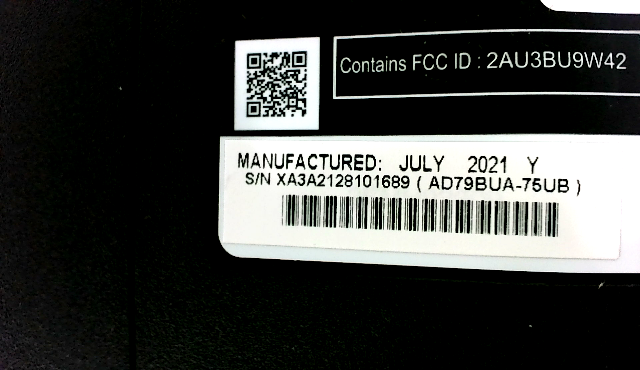 Contains FCC ID : 2AU3BU9W42
MANUFACTURED: JULY 2021 Y
S/N XA3A2128101689 ( AD79BUA-75UB )